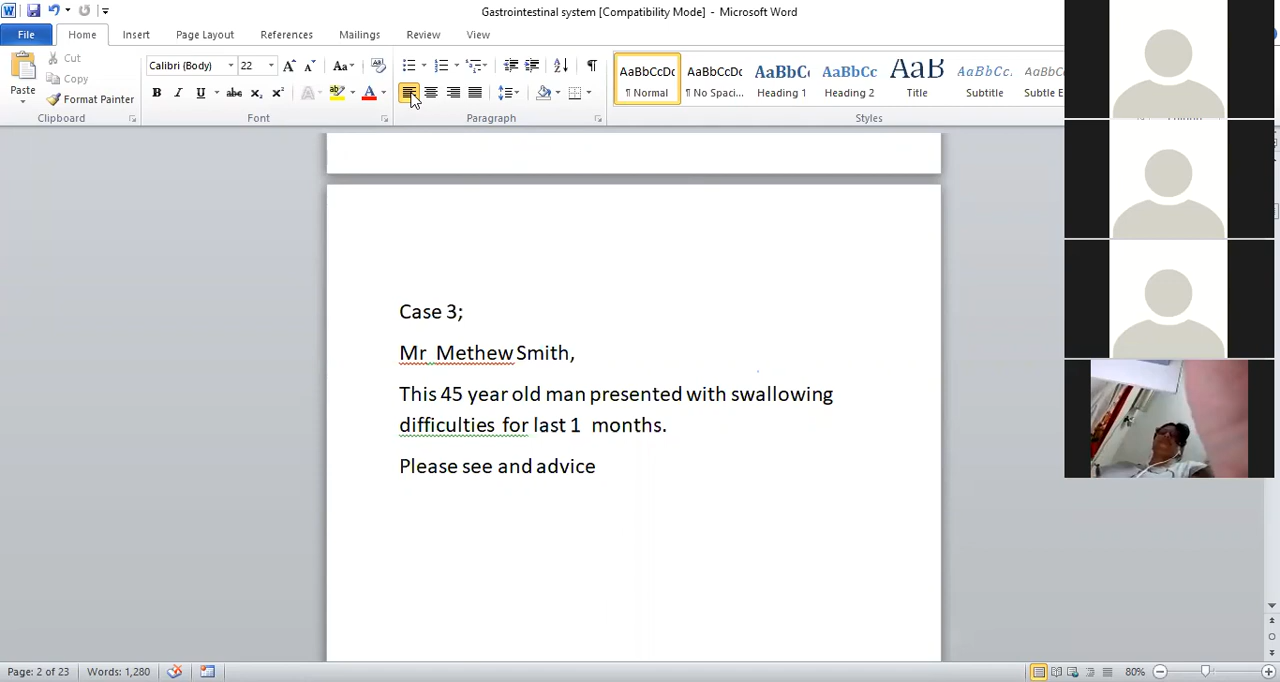 Gastrointestinal system [Compatibility Mode] - Microsoft Word
File Home Insert Page Layout References Mailings Review View
Cut
Copy
Format Painter
Paste
Calibri (Body) 22
AaBbCcDc AaBbCcDc AaBbC AaBbCc AaB AaBbCc. AaBbCc
¶ Normal ¶ No Spaci... Heading 1 Heading 2 Title Subtitle Subtle E
Clipboard Font Paragraph Styles
Case 3;
Mr Methew Smith,
This 45 year old man presented with swallowing
difficulties for last 1 months.
Please see and advice
Page: 2 of 23 Words: 1,280 80%